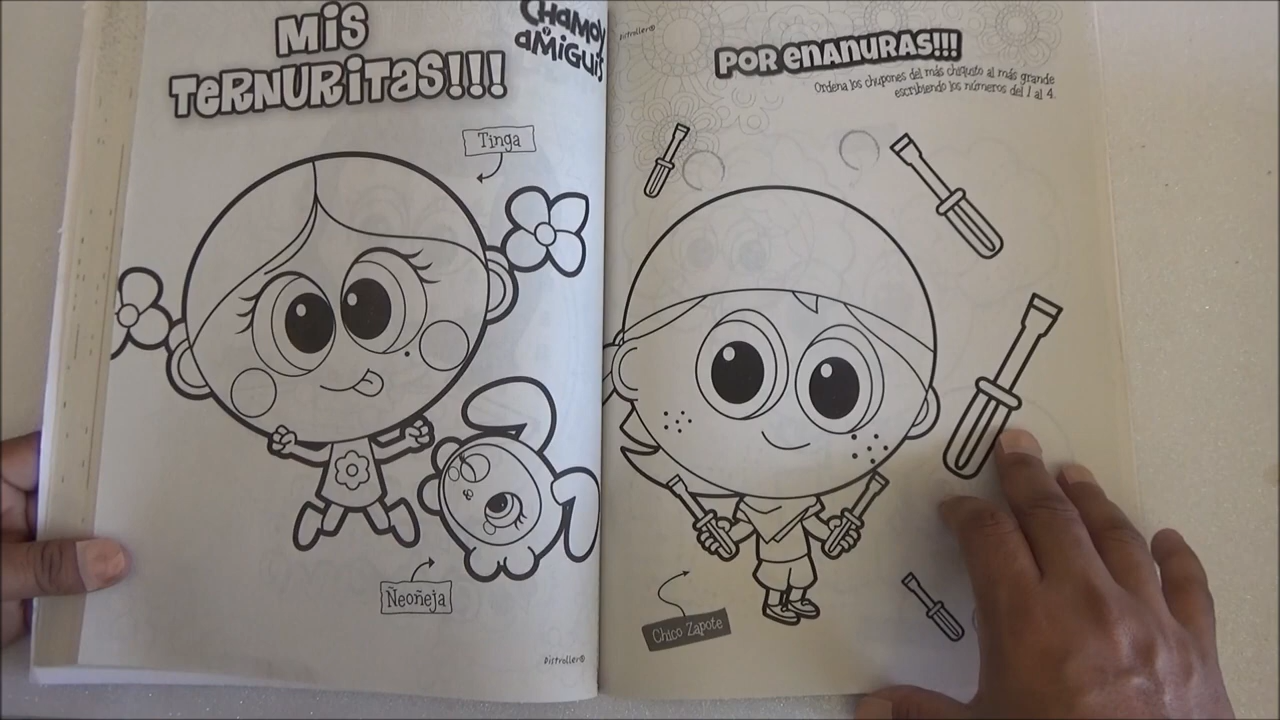 MiS
TeRNURiTaS!!!
CHaMOY
Y
aMiGUiS
Tinga
Ñeoñeja
Distroller®
Distroller®
POR eNaNURaS!!!
Ordena los chupones del más chiquito al más grande
escribiendo los números del 1 al 4.
Chico Zapote